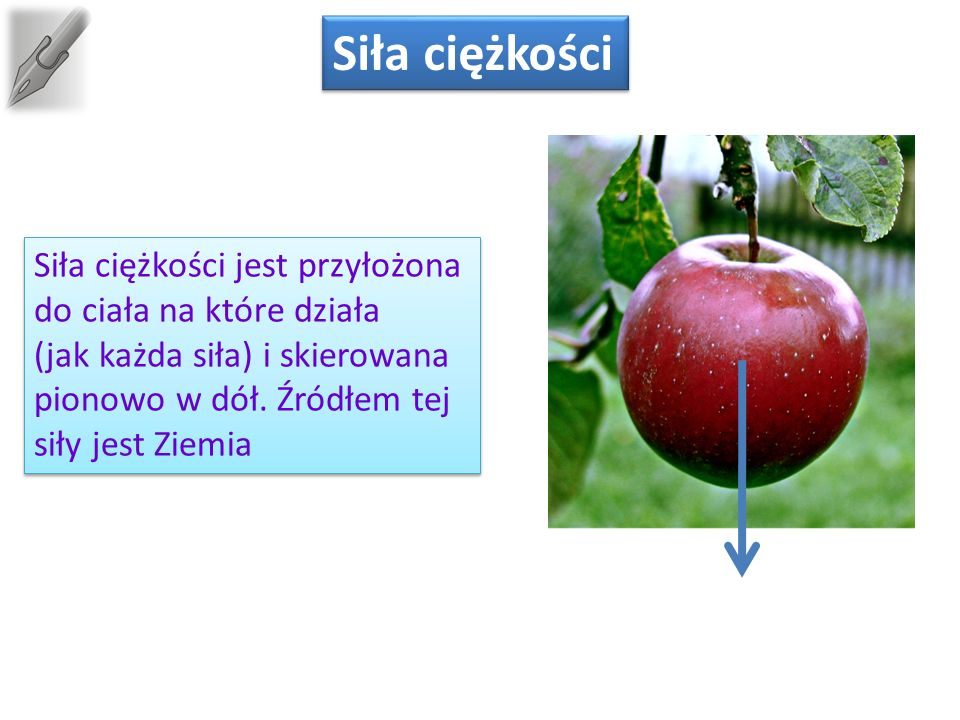 Siła ciężkości
Siła ciężkości jest przyłożona
do ciała na które działa
(jak każda siła) i skierowana
pionowo w dół. Źródłem tej
siły jest Ziemia